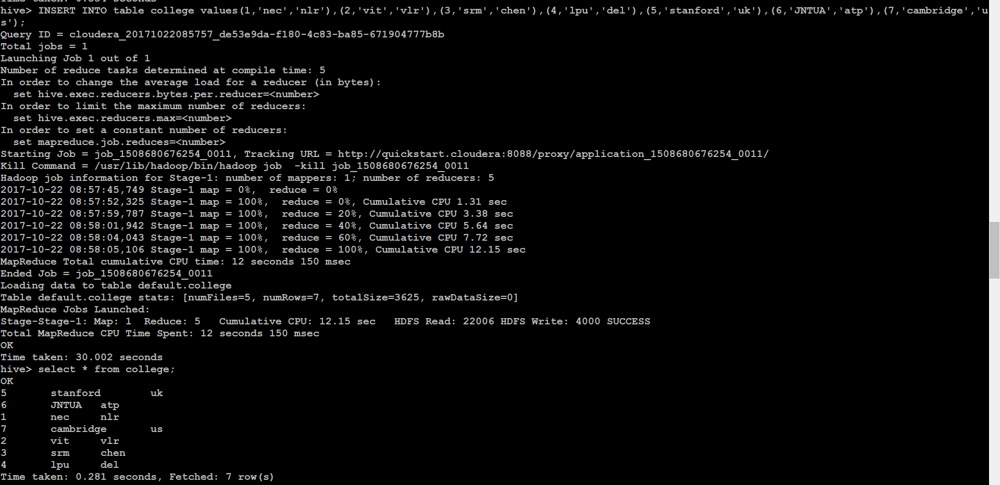 hive> INSERT INTO table college values(1,'nec','nlr'),(2,'vit','vlr'),(3,'srm','chen'),(4,'lpu','del'),(5,'stanford','uk'),(6,'JNTUA','atp'),(7,'cambridge','u
s');
Query ID = cloudera_20171022085757_de53e9da-f180-4c83-ba85-671904777b8b
Total jobs = 1
Launching Job 1 out of 1
Number of reduce tasks determined at compile time: 5
In order to change the average load for a reducer (in bytes):
  set hive.exec.reducers.bytes.per.reducer=<number>
In order to limit the maximum number of reducers:
  set hive.exec.reducers.max=<number>
In order to set a constant number of reducers:
  set mapreduce.job.reduces=<number>
Starting Job = job_1508680676254_0011, Tracking URL = http://quickstart.cloudera:8088/proxy/application_1508680676254_0011/
Kill Command = /usr/lib/hadoop/bin/hadoop job  -kill job_1508680676254_0011
Hadoop job information for Stage-1: number of mappers: 1; number of reducers: 5
2017-10-22 08:57:45,749 Stage-1 map = 0%,  reduce = 0%
2017-10-22 08:57:52,325 Stage-1 map = 100%,  reduce = 0%, Cumulative CPU 1.31 sec
2017-10-22 08:57:59,787 Stage-1 map = 100%,  reduce = 20%, Cumulative CPU 3.38 sec
2017-10-22 08:58:01,942 Stage-1 map = 100%,  reduce = 40%, Cumulative CPU 5.64 sec
2017-10-22 08:58:04,043 Stage-1 map = 100%,  reduce = 60%, Cumulative CPU 7.72 sec
2017-10-22 08:58:05,106 Stage-1 map = 100%,  reduce = 100%, Cumulative CPU 12.15 sec
MapReduce Total cumulative CPU time: 12 seconds 150 msec
Ended Job = job_1508680676254_0011
Loading data to table default.college
Table default.college stats: [numFiles=5, numRows=7, totalSize=3625, rawDataSize=0]
MapReduce Jobs Launched:
Stage-Stage-1: Map: 1  Reduce: 5   Cumulative CPU: 12.15 sec   HDFS Read: 22006 HDFS Write: 4000 SUCCESS
Total MapReduce CPU Time Spent: 12 seconds 150 msec
OK
Time taken: 30.002 seconds
hive> select * from college;
OK
5	stanford	uk
6	JNTUA	atp
1	nec	nlr
7	cambridge	us
2	vit	vlr
3	srm	chen
4	lpu	del
Time taken: 0.281 seconds, Fetched: 7 row(s)